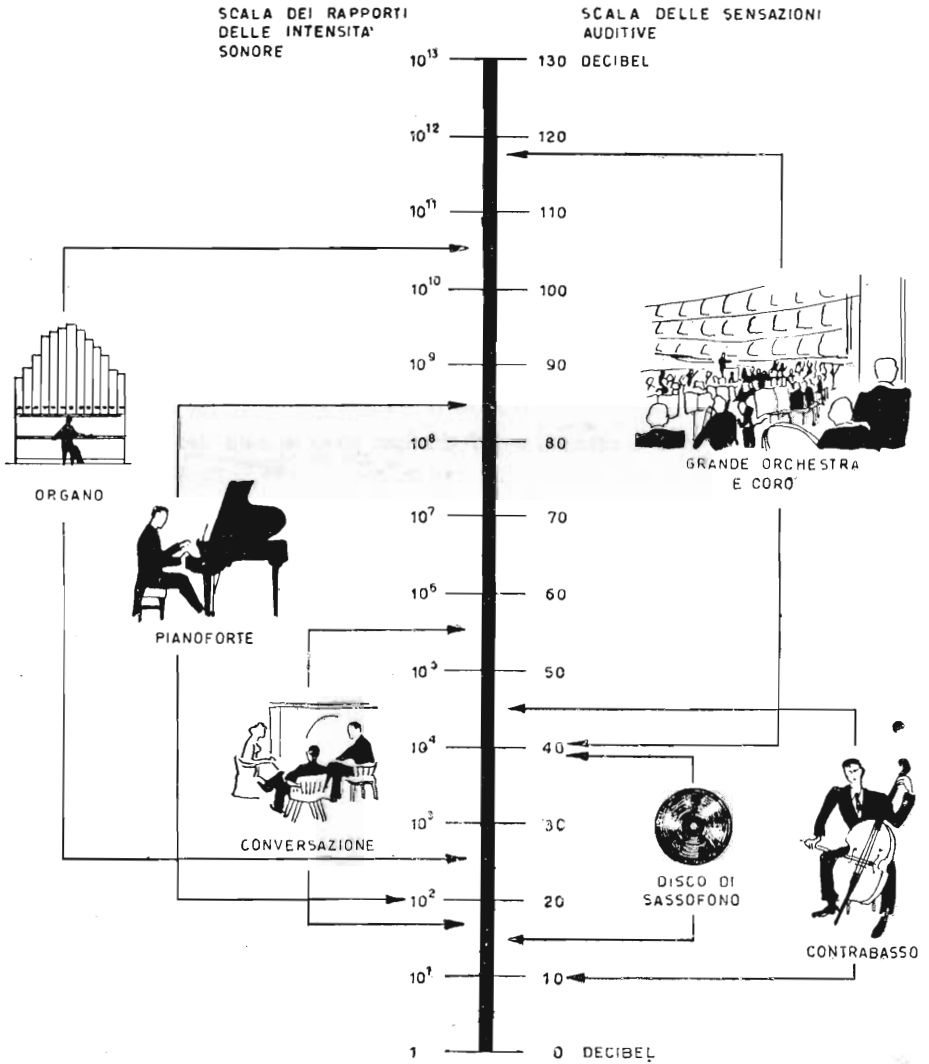 SCALA DEI RAPPORTI
DELLE INTENSITA'
SONORE
SCALA DELLE SENSAZIONI
AUDITIVE
10¹³ 130 DECIBEL
10¹² 120
10¹¹ 110
10¹⁰ 100
10⁹ 90
10⁸ 80
GRANDE ORCHESTRA
E CORO
ORGANO
10⁷ 70
10⁶ 60
PIANOFORTE
10⁵ 50
10⁴ 40
10³ 30
CONVERSAZIONE
DISCO DI
SASSOFONO
10² 20
CONTRABASSO
10¹ 10
1 0 DECIBEL